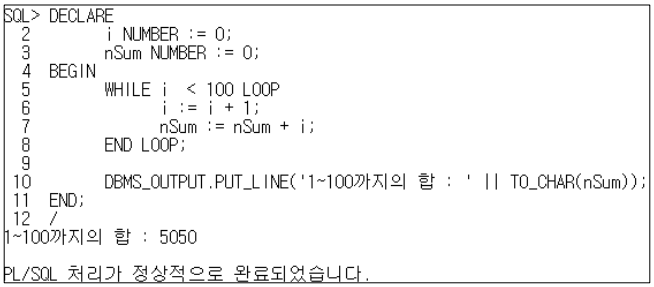 SQL> DECLARE
  2          i NUMBER := 0;
  3          nSum NUMBER := 0;
  4  BEGIN
  5          WHILE i  < 100 LOOP
  6                  i := i + 1;
  7                  nSum := nSum + i;
  8          END LOOP;
  9
 10          DBMS_OUTPUT.PUT_LINE('1~100까지의 합 : ' || TO_CHAR(nSum));
 11  END;
 12  /
1~100까지의 합 : 5050
PL/SQL 처리가 정상적으로 완료되었습니다.